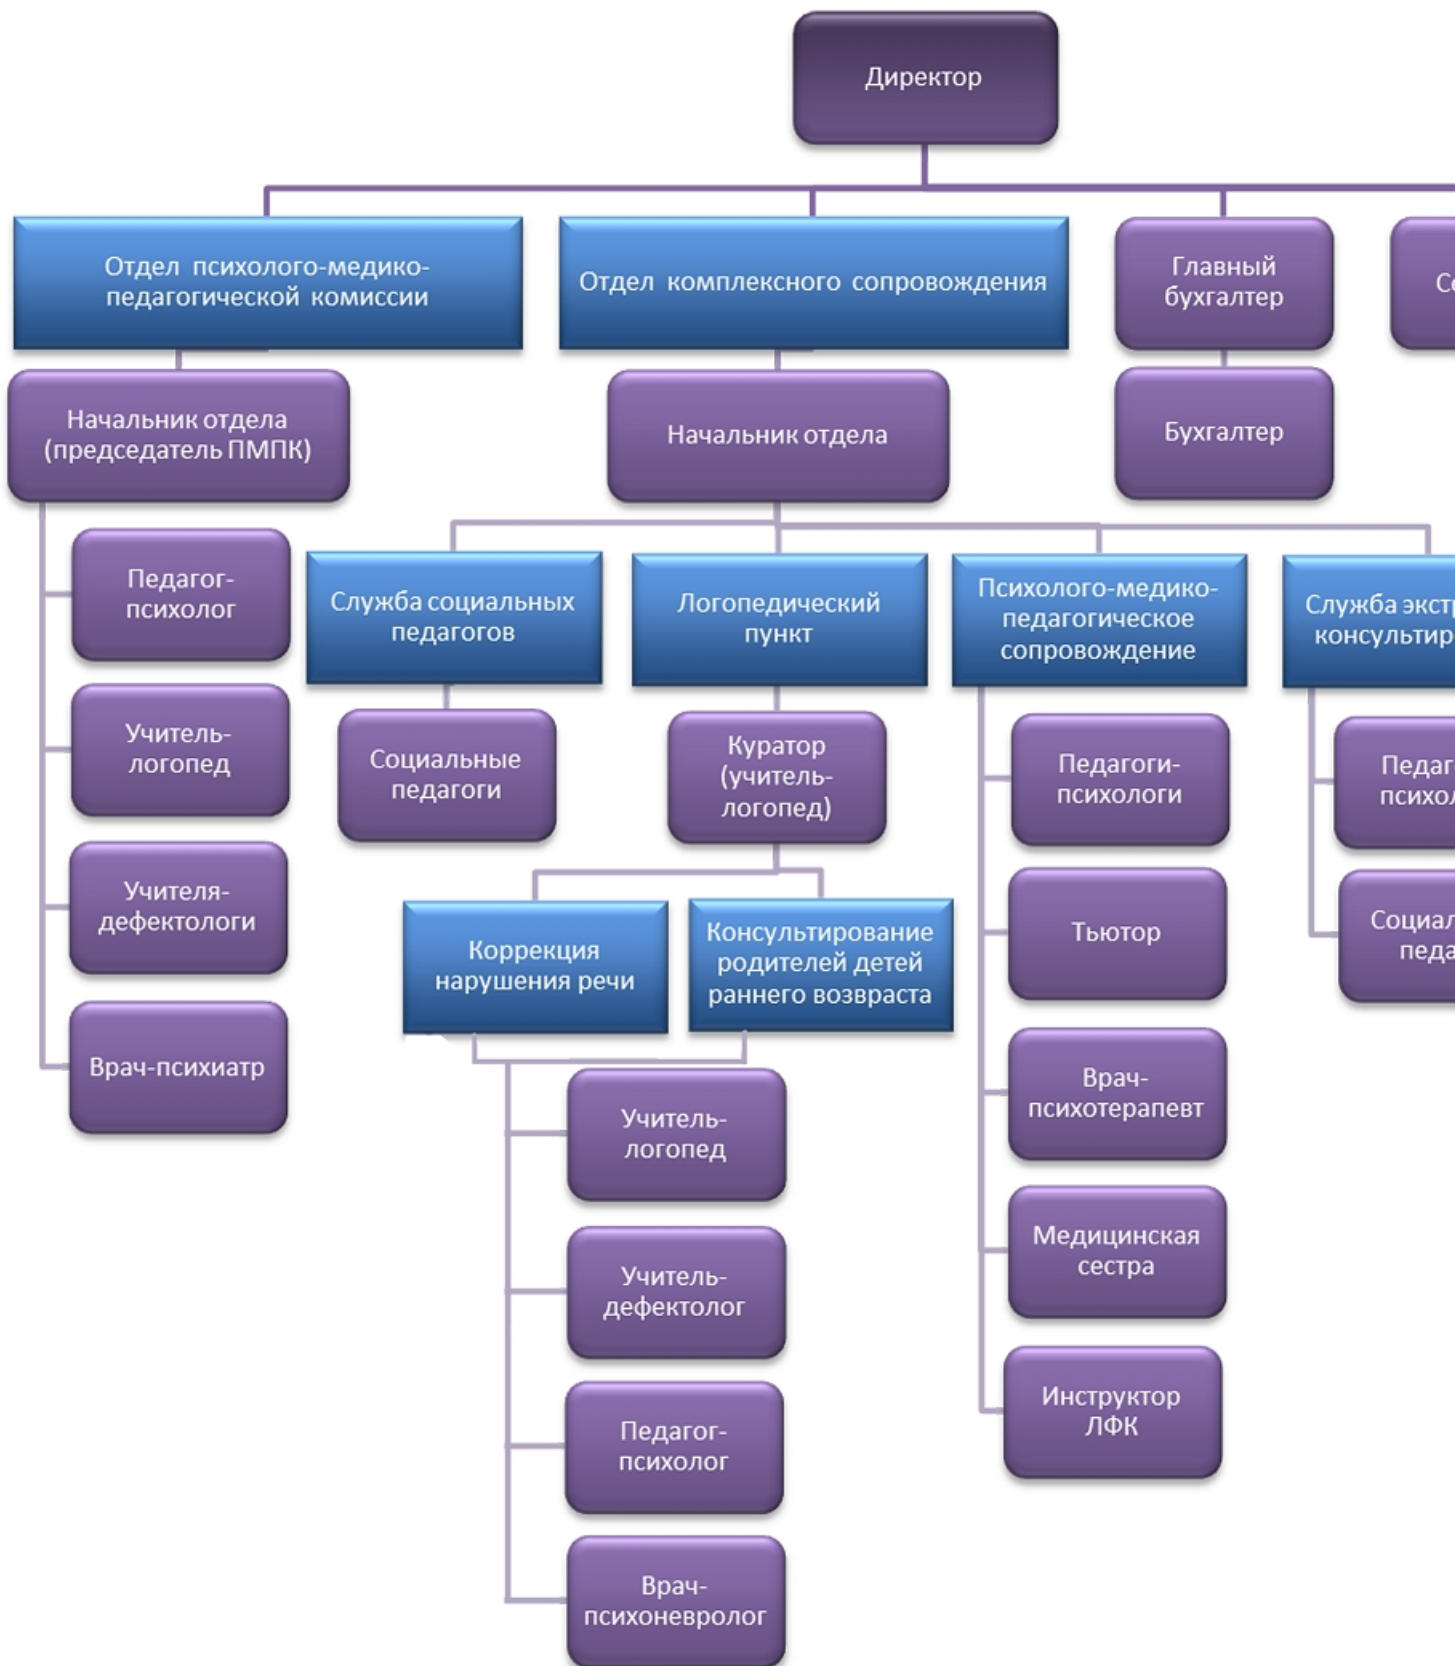 Директор
Отдел психолого-медико-
педагогической комиссии
Отдел комплексного сопровождения
Главный
бухгалтер
Начальник отдела
(председатель ПМПК)
Начальник отдела
Бухгалтер
Педагог-
психолог
Учитель-
логопед
Учителя-
дефектологи
Врач-психиатр
Служба социальных
педагогов
Социальные
педагоги
Логопедический
пункт
Куратор
(учитель-
логопед)
Коррекция
нарушения речи
Консультирование
родителей детей
раннего возвраста
Учитель-
логопед
Учитель-
дефектолог
Педагог-
психолог
Врач-
психоневролог
Психолого-медико-
педагогическое
сопровождение
Педагоги-
психологи
Тьютор
Врач-
психотерапевт
Медицинская
сестра
Инструктор
ЛФК
Служба